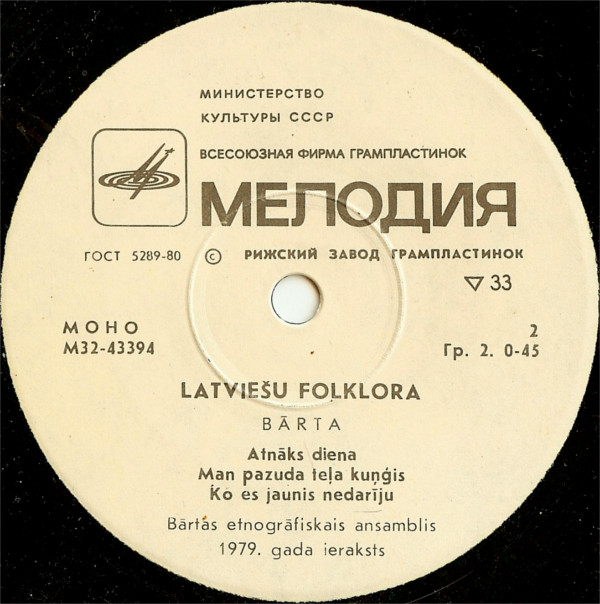 МИНИСТЕРСТВО
КУЛЬТУРЫ СССР
ВСЕСОЮЗНАЯ ФИРМА ГРАМПЛАСТИНОК
МЕЛОДИЯ
ГОСТ 5289-80 © РИЖСКИЙ ЗАВОД ГРАМПЛАСТИНОК
▽ 33
МОНО 2
М32-43394 Гр. 2. 0-45
LATVIEŠU FOLKLORA
BĀRTA
Atnāks diena
Man pazuda teļa kuņģis
Ko es jaunis nedarīju
Bārtas etnogrāfiskais ansamblis
1979. gada ieraksts